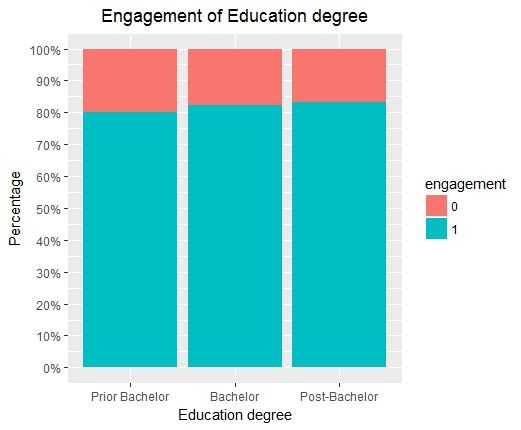 Engagement of Education degree
Percentage
100%
90%
80%
70%
60%
50%
40%
30%
20%
10%
0%
Prior Bachelor
Bachelor
Post-Bachelor
Education degree
engagement
0
1